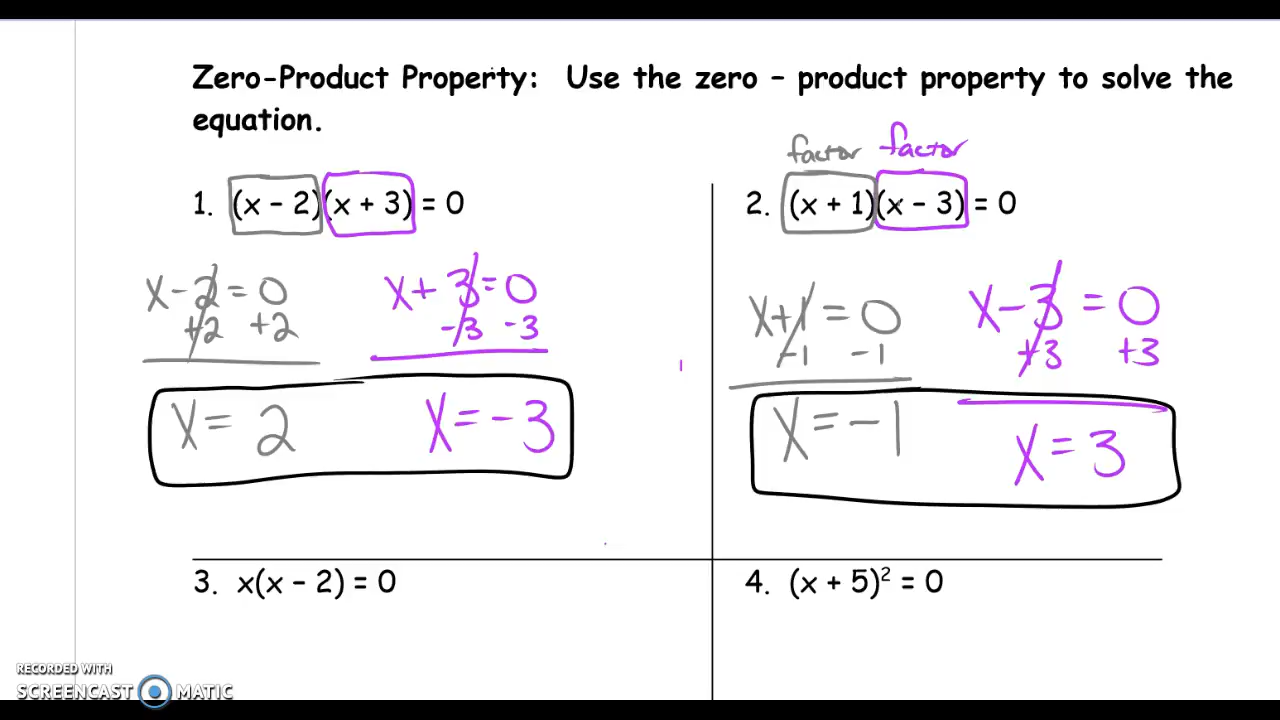 Zero-Product Property: Use the zero – product property to solve the
equation.
factor factor
1. (x – 2)(x + 3) = 0
2. (x + 1)(x – 3) = 0
x – 2 = 0
+2 +2
x = 2
x + 3 = 0
-3 -3
x = -3
x + 1 = 0
-1 -1
x = -1
x – 3 = 0
+3 +3
x = 3
3. x(x – 2) = 0
4. (x + 5)² = 0
RECORDED WITH
SCREENCAST MATIC